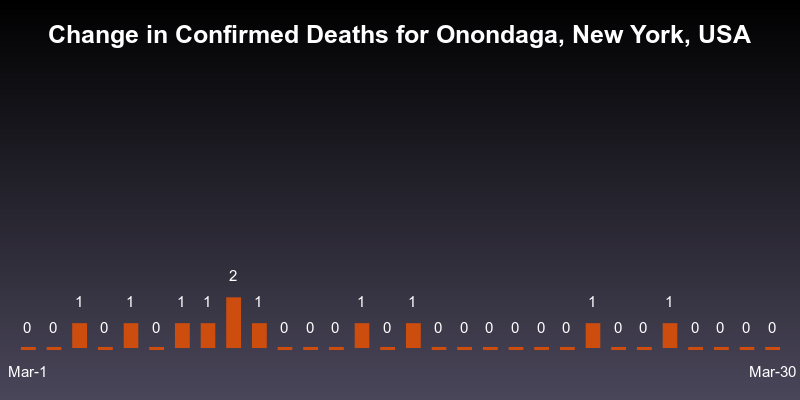 Change in Confirmed Deaths for Onondaga, New York, USA
0 0 1 0 1 0 1 1 2 1 0 0 0 1 0 1 0 0 0 0 0 0 1 0 0 1 0 0 0 0
Mar-1 Mar-30